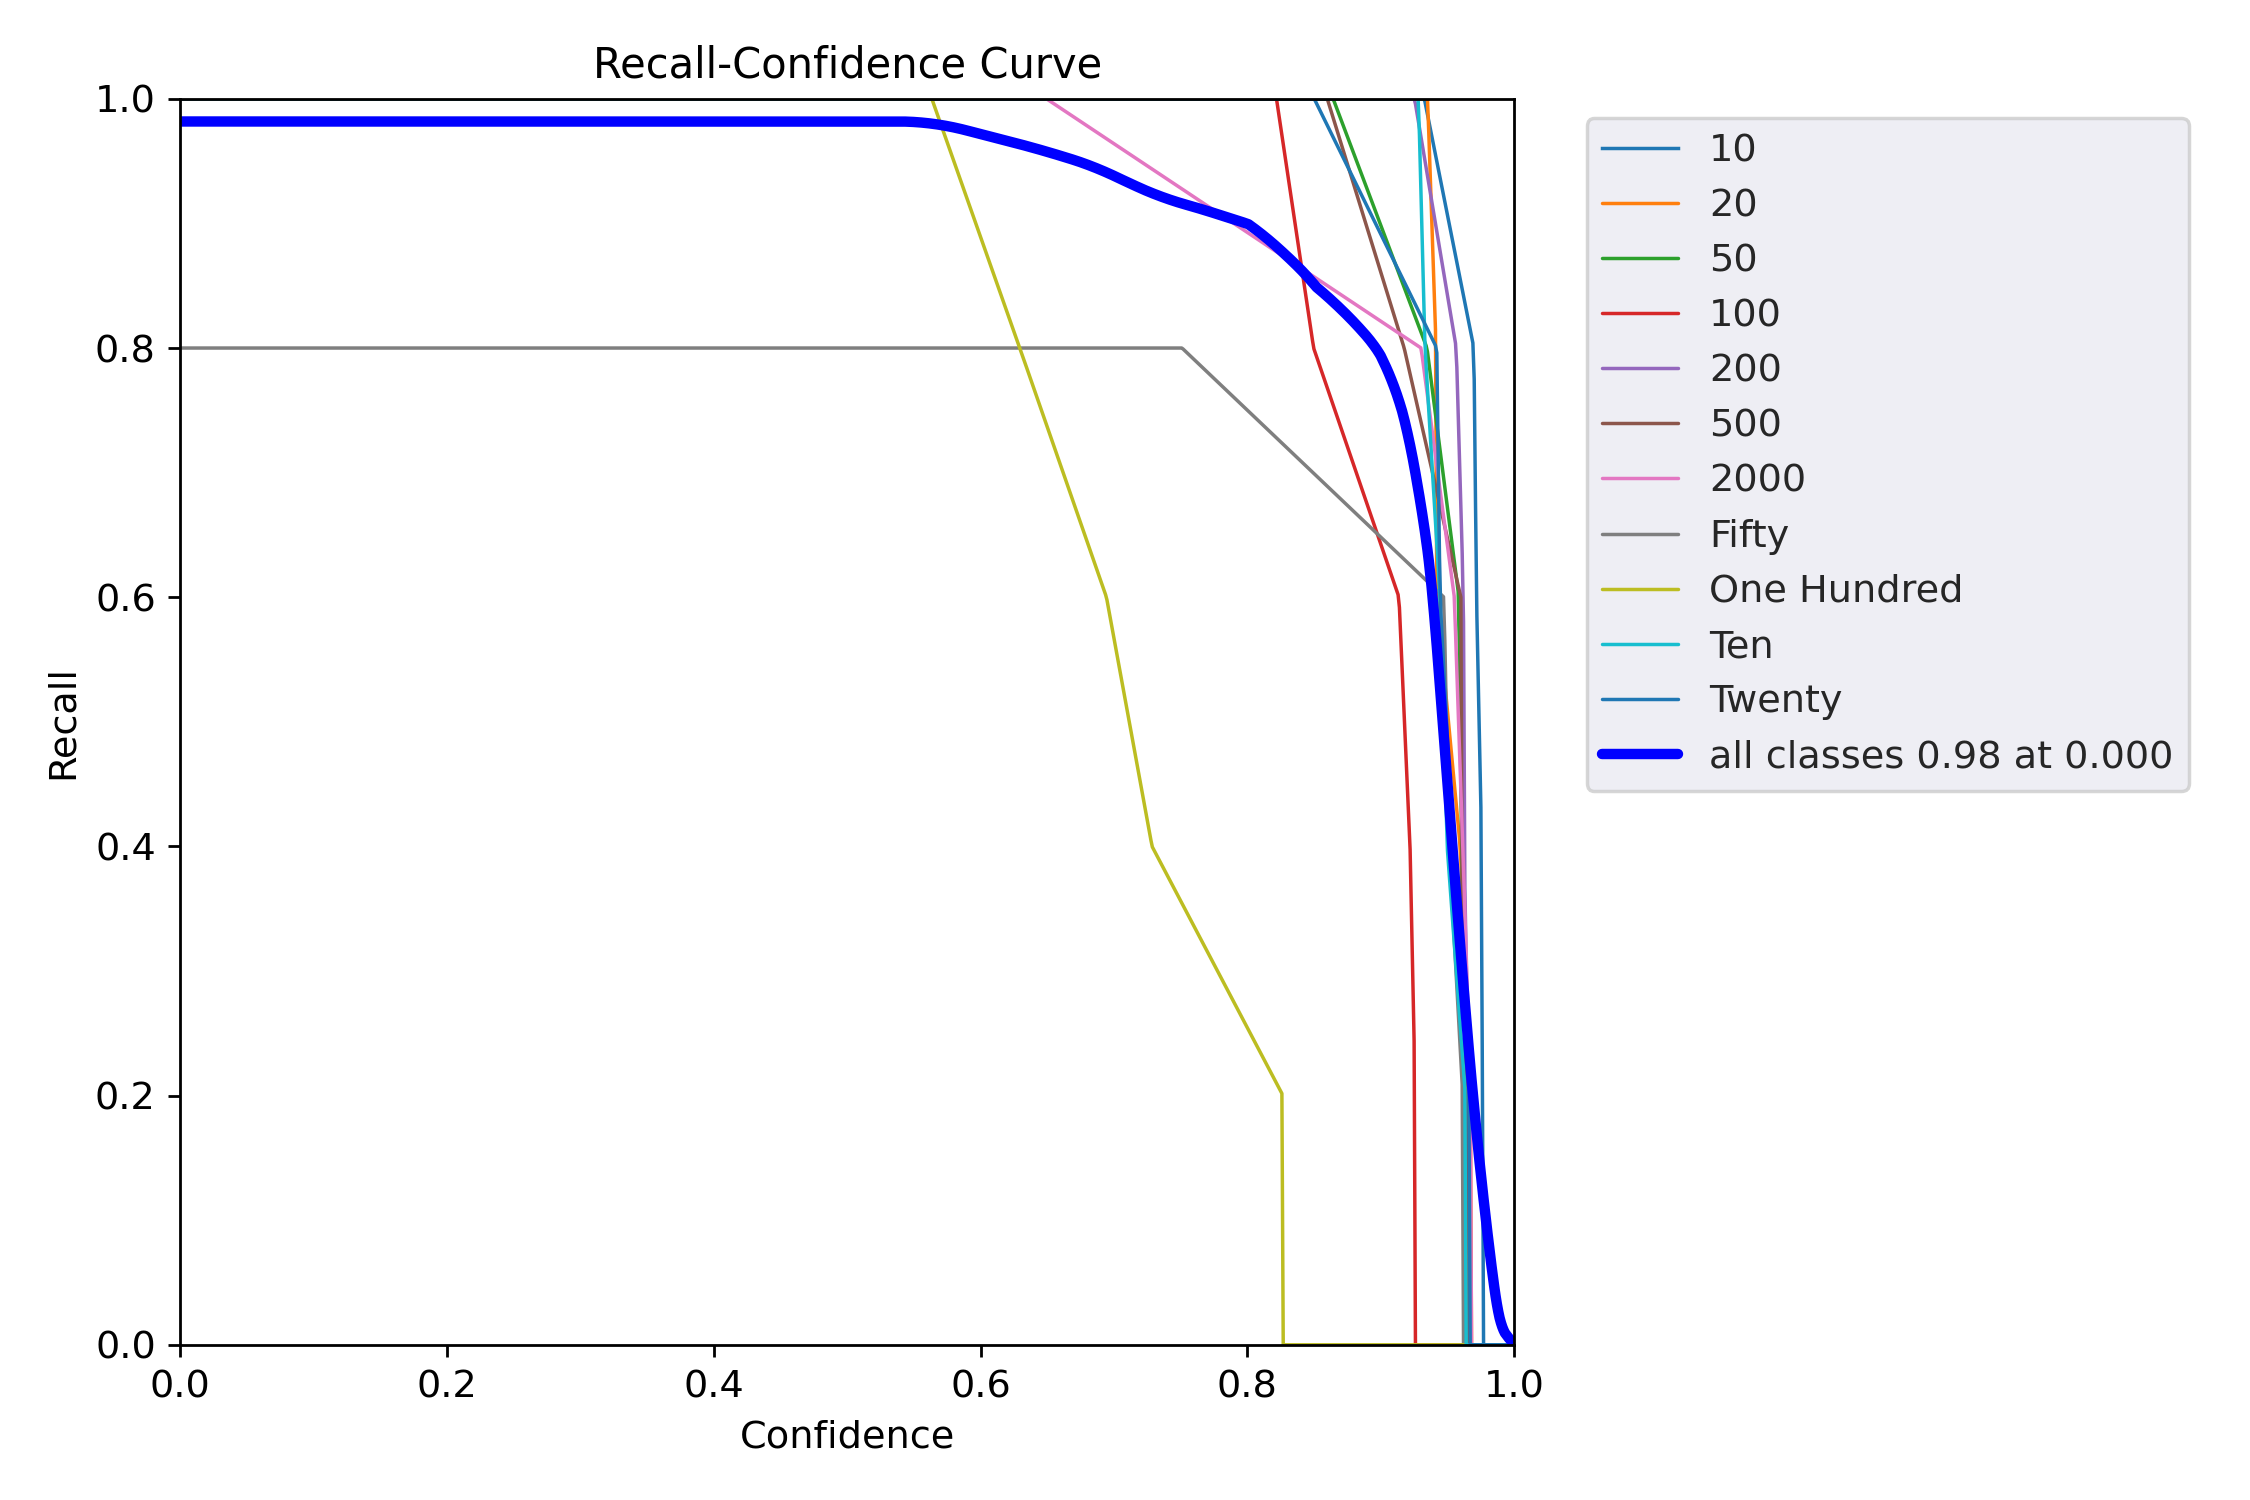 Recall-Confidence Curve
1.0
0.8
0.6
0.4
0.2
0.0
Recall
0.0 0.2 0.4 0.6 0.8 1.0
Confidence
10
20
50
100
200
500
2000
Fifty
One Hundred
Ten
Twenty
all classes 0.98 at 0.000